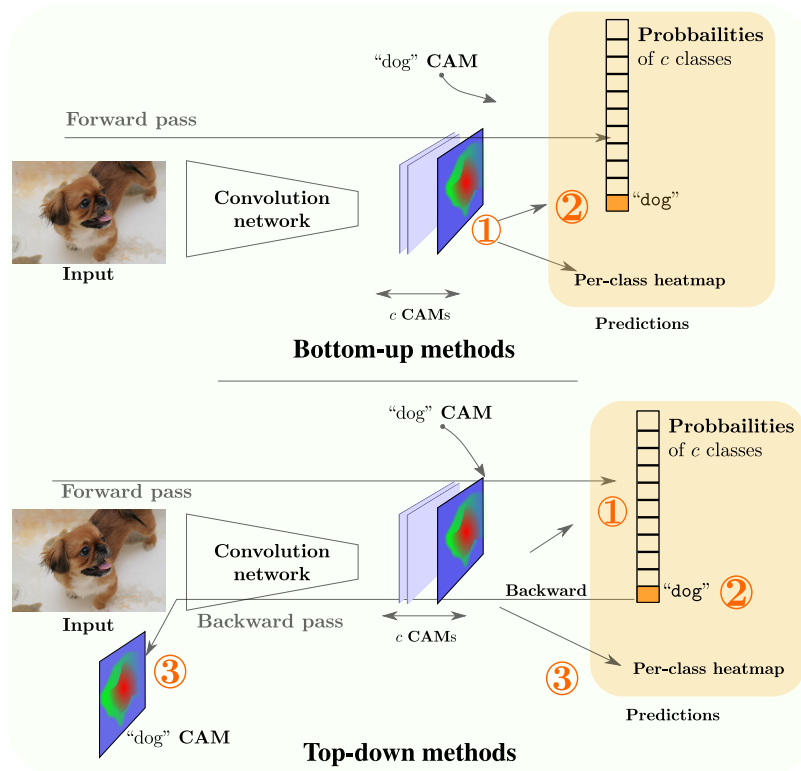 "dog" CAM
Probbailities
of c classes
Forward pass
Convolution
network
"dog"
①
②
Input
Per-class heatmap
c CAMs
Predictions
Bottom-up methods
"dog" CAM
Probbailities
of c classes
Forward pass
①
Convolution
network
Backward
"dog"
②
Input
Backward pass
c CAMs
③
③
Per-class heatmap
Predictions
"dog" CAM
Top-down methods